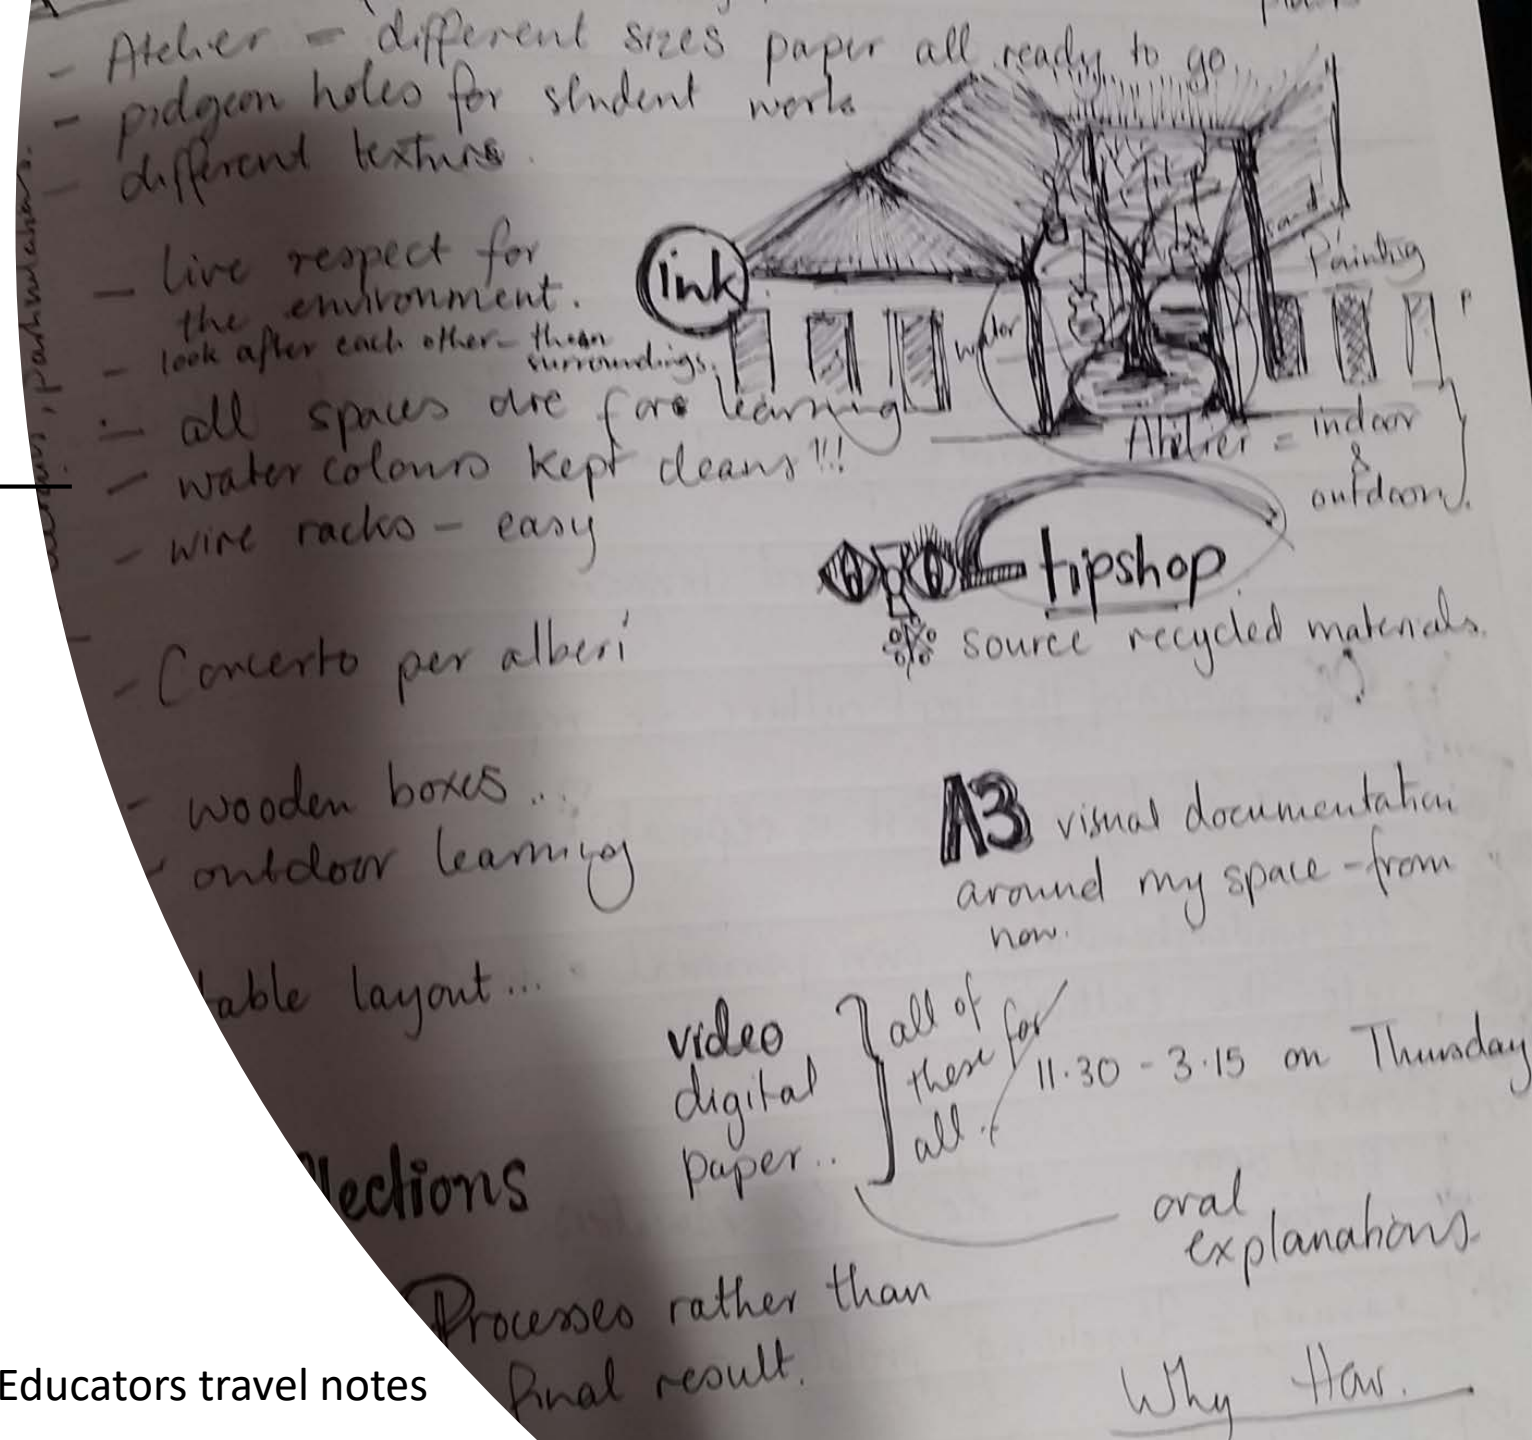 - Atelier - different sizes paper all ready to go.
- pidgeon holes for student work
- different textures.
- live respect for
the environment.
- look after each other -
surroundings.
- all spaces are for learning
- water colours kept cleans!!!
- wire racks - easy
- Concerto per alberi
- wooden boxes...
- outdoor learning
table layout...
ink
water
sand
Painting
P
Atelier = indoor
&
outdoor.
tipshop
source recycled materials.
A3 visual documentation
around my space - from
now.
video
digital
paper..
all of
these for
all.
11.30 - 3.15 on Thursday
oral
explanations.
lections
Processes rather than
final result.
Why How.
Educators travel notes